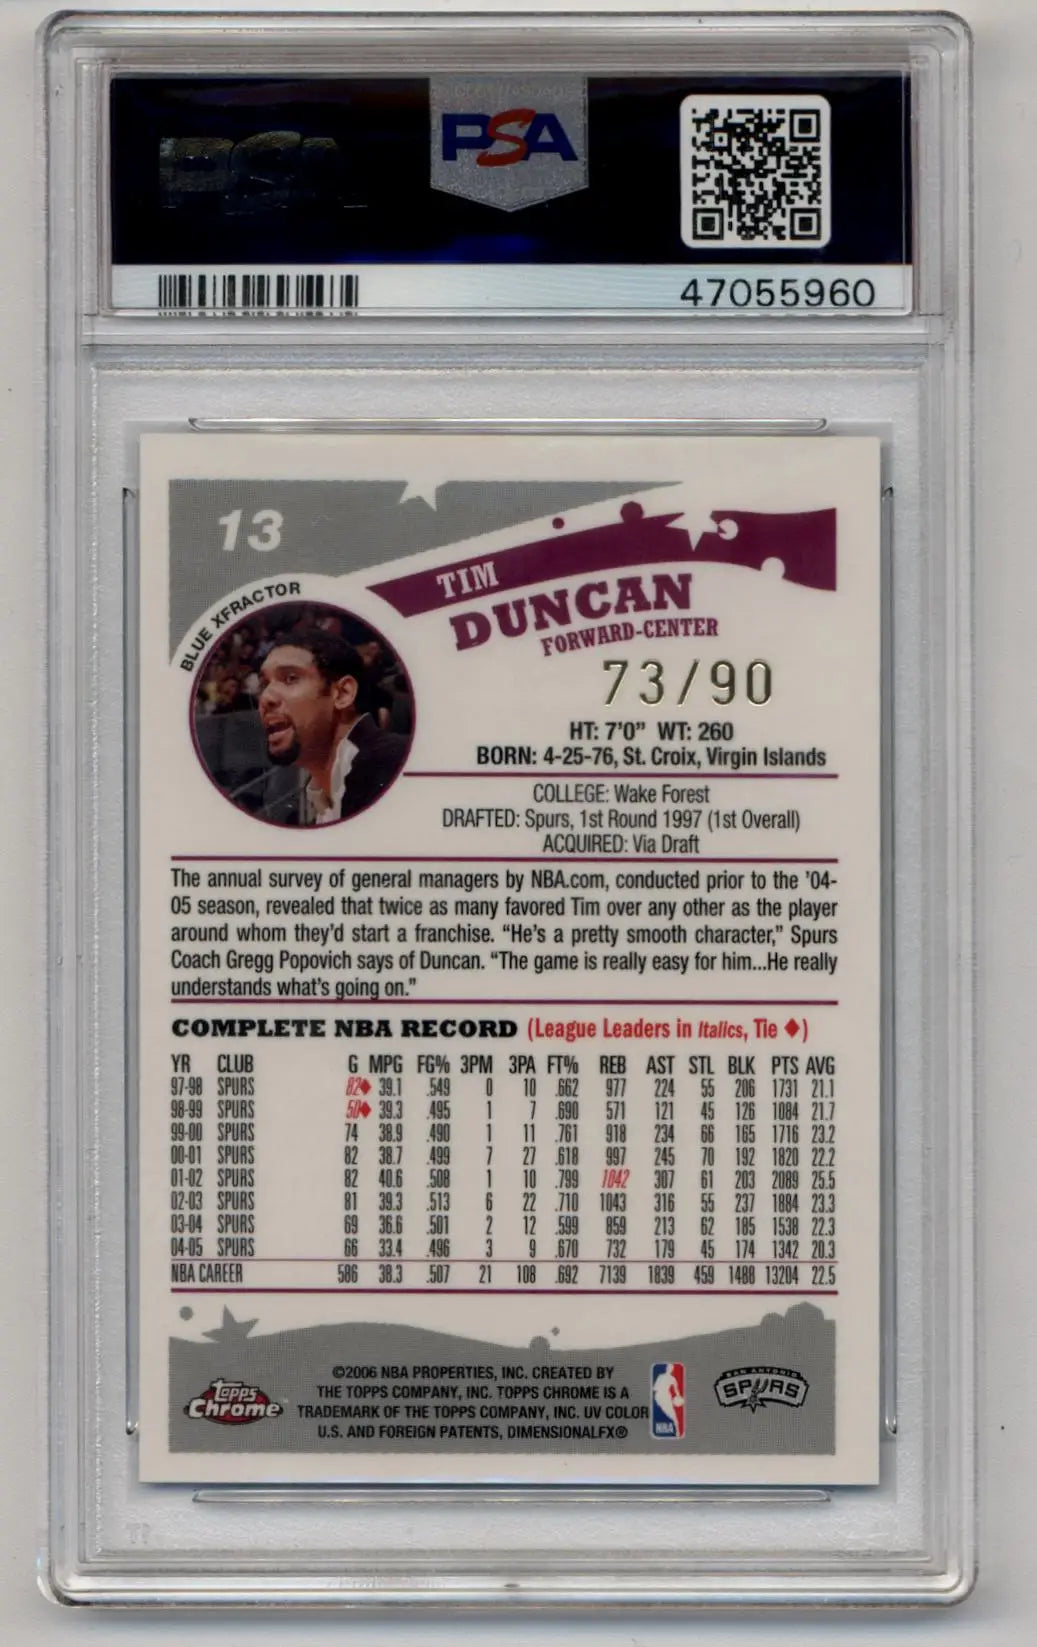 PSA
47055960
13
BLUE XFRACTOR
TIM
DUNCAN
FORWARD-CENTER
73/90
HT: 7'0" WT: 260
BORN: 4-25-76, St. Croix, Virgin Islands
COLLEGE: Wake Forest
DRAFTED: Spurs, 1st Round 1997 (1st Overall)
ACQUIRED: Via Draft
The annual survey of general managers by NBA.com, conducted prior to the '04-
05 season, revealed that twice as many favored Tim over any other as the player
around whom they'd start a franchise. "He's a pretty smooth character," Spurs
Coach Gregg Popovich says of Duncan. "The game is really easy for him...He really
understands what's going on."
COMPLETE NBA RECORD (League Leaders in Italics, Tie ♦)
YR CLUB G MPG FG% 3PM 3PA FT% REB AST STL BLK PTS AVG
97-98 SPURS 82♦ 39.1 .549 0 10 .662 977 224 55 206 1731 21.1
98-99 SPURS 50♦ 39.3 .495 1 7 .690 571 121 45 126 1084 21.7
99-00 SPURS 74 38.9 .490 1 11 .761 918 234 66 165 1716 23.2
00-01 SPURS 82 38.7 .499 7 27 .618 997 245 70 192 1820 22.2
01-02 SPURS 82 40.6 .508 1 10 .799 1042 307 61 203 2089 25.5
02-03 SPURS 81 39.3 .513 6 22 .710 1043 316 55 237 1884 23.3
03-04 SPURS 69 36.6 .501 2 12 .599 859 213 62 185 1538 22.3
04-05 SPURS 66 33.4 .496 3 9 .670 732 179 45 174 1342 20.3
NBA CAREER 586 38.3 .507 21 108 .692 7139 1839 459 1488 13204 22.5
©2006 NBA PROPERTIES, INC. CREATED BY
THE TOPPS COMPANY, INC. TOPPS CHROME IS A
TRADEMARK OF THE TOPPS COMPANY, INC. UV COLOR
U.S. AND FOREIGN PATENTS, DIMENSIONALFX®
Topps
Chrome™
NBA
SAN ANTONIO
SPURS